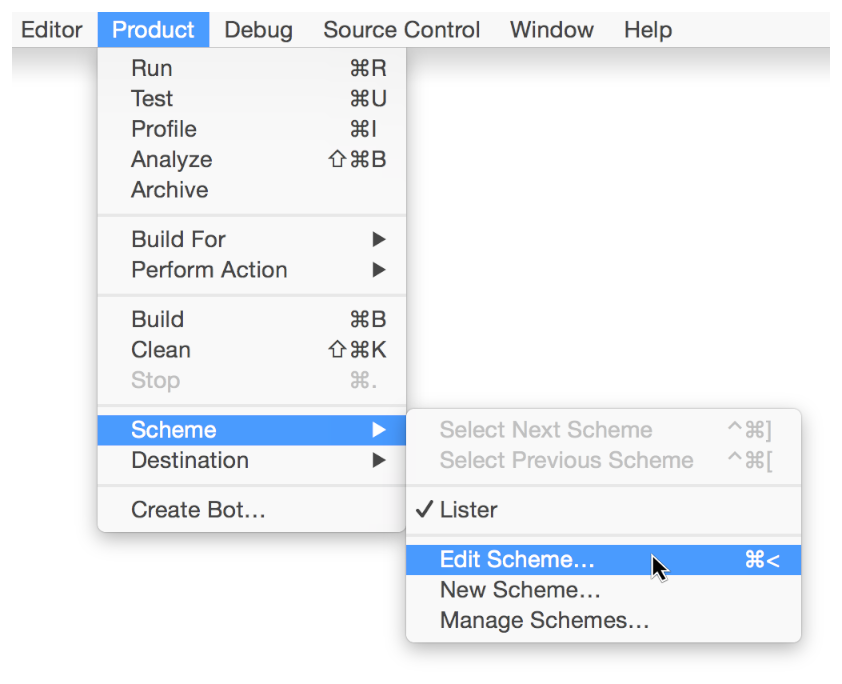 Editor Product Debug Source Control Window Help
Run ⌘R
Test ⌘U
Profile ⌘I
Analyze ⇧⌘B
Archive
Build For ▶
Perform Action ▶
Build ⌘B
Clean ⇧⌘K
Stop ⌘.
Scheme ▶
Destination ▶
Create Bot…
Select Next Scheme ^⌘]
Select Previous Scheme ^⌘[
✓ Lister
Edit Scheme… ⌘<
New Scheme…
Manage Schemes…